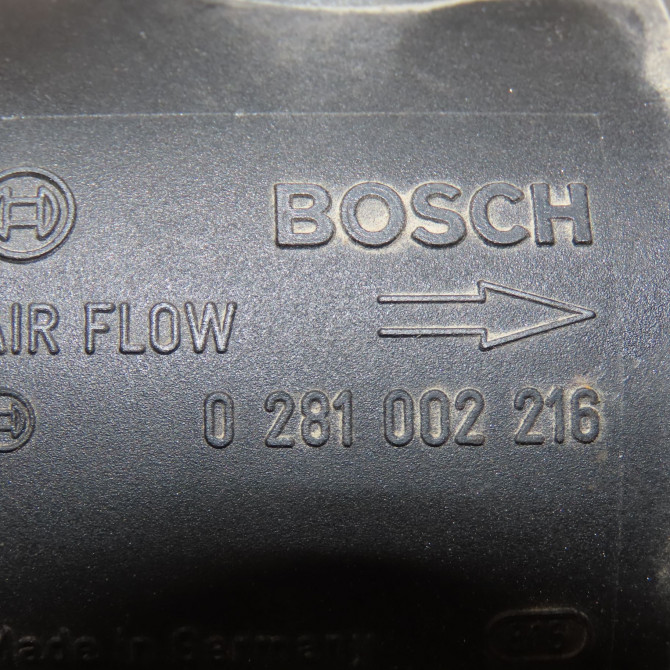 BOSCH
AIR FLOW
0 281 002 216
Made In Germany